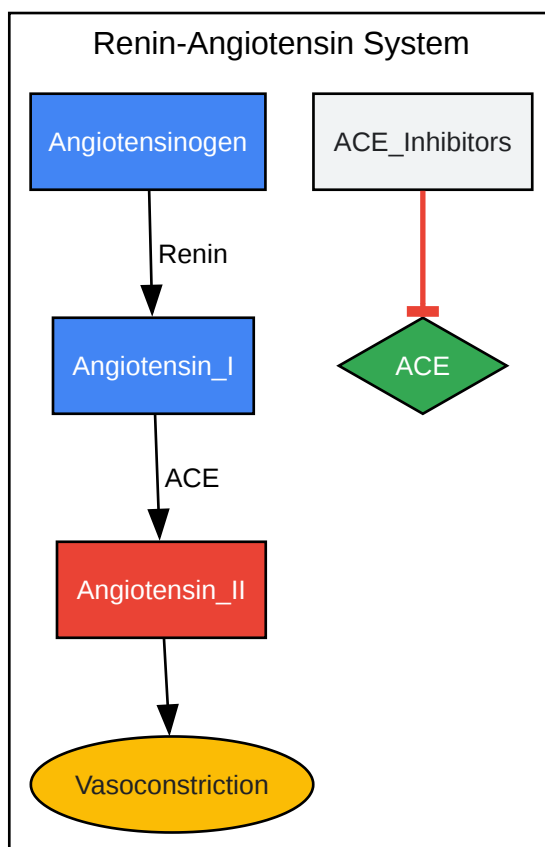 Renin-Angiotensin System
Angiotensinogen
ACE_Inhibitors
Renin
Angiotensin_I
ACE
ACE
Angiotensin_II
Vasoconstriction